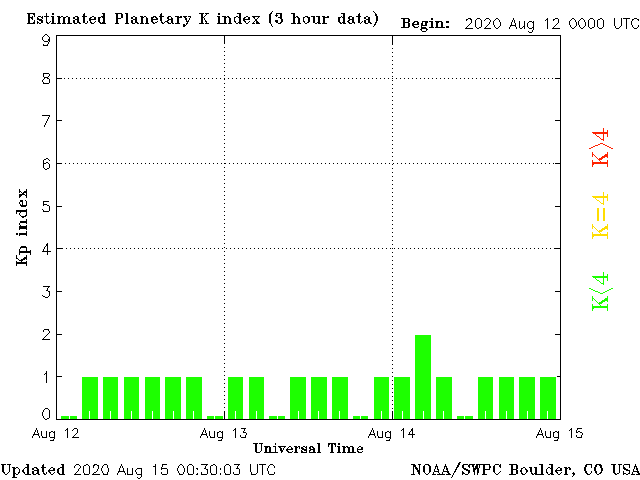 Estimated Planetary K index (3 hour data) Begin: 2020 Aug 12 0000 UTC
9
8
7
6
5
4
3
2
1
0
Kp index
K>4
K=4
K<4
Aug 12 Aug 13 Aug 14 Aug 15
Universal Time
Updated 2020 Aug 15 00:30:03 UTC NOAA/SWPC Boulder, CO USA